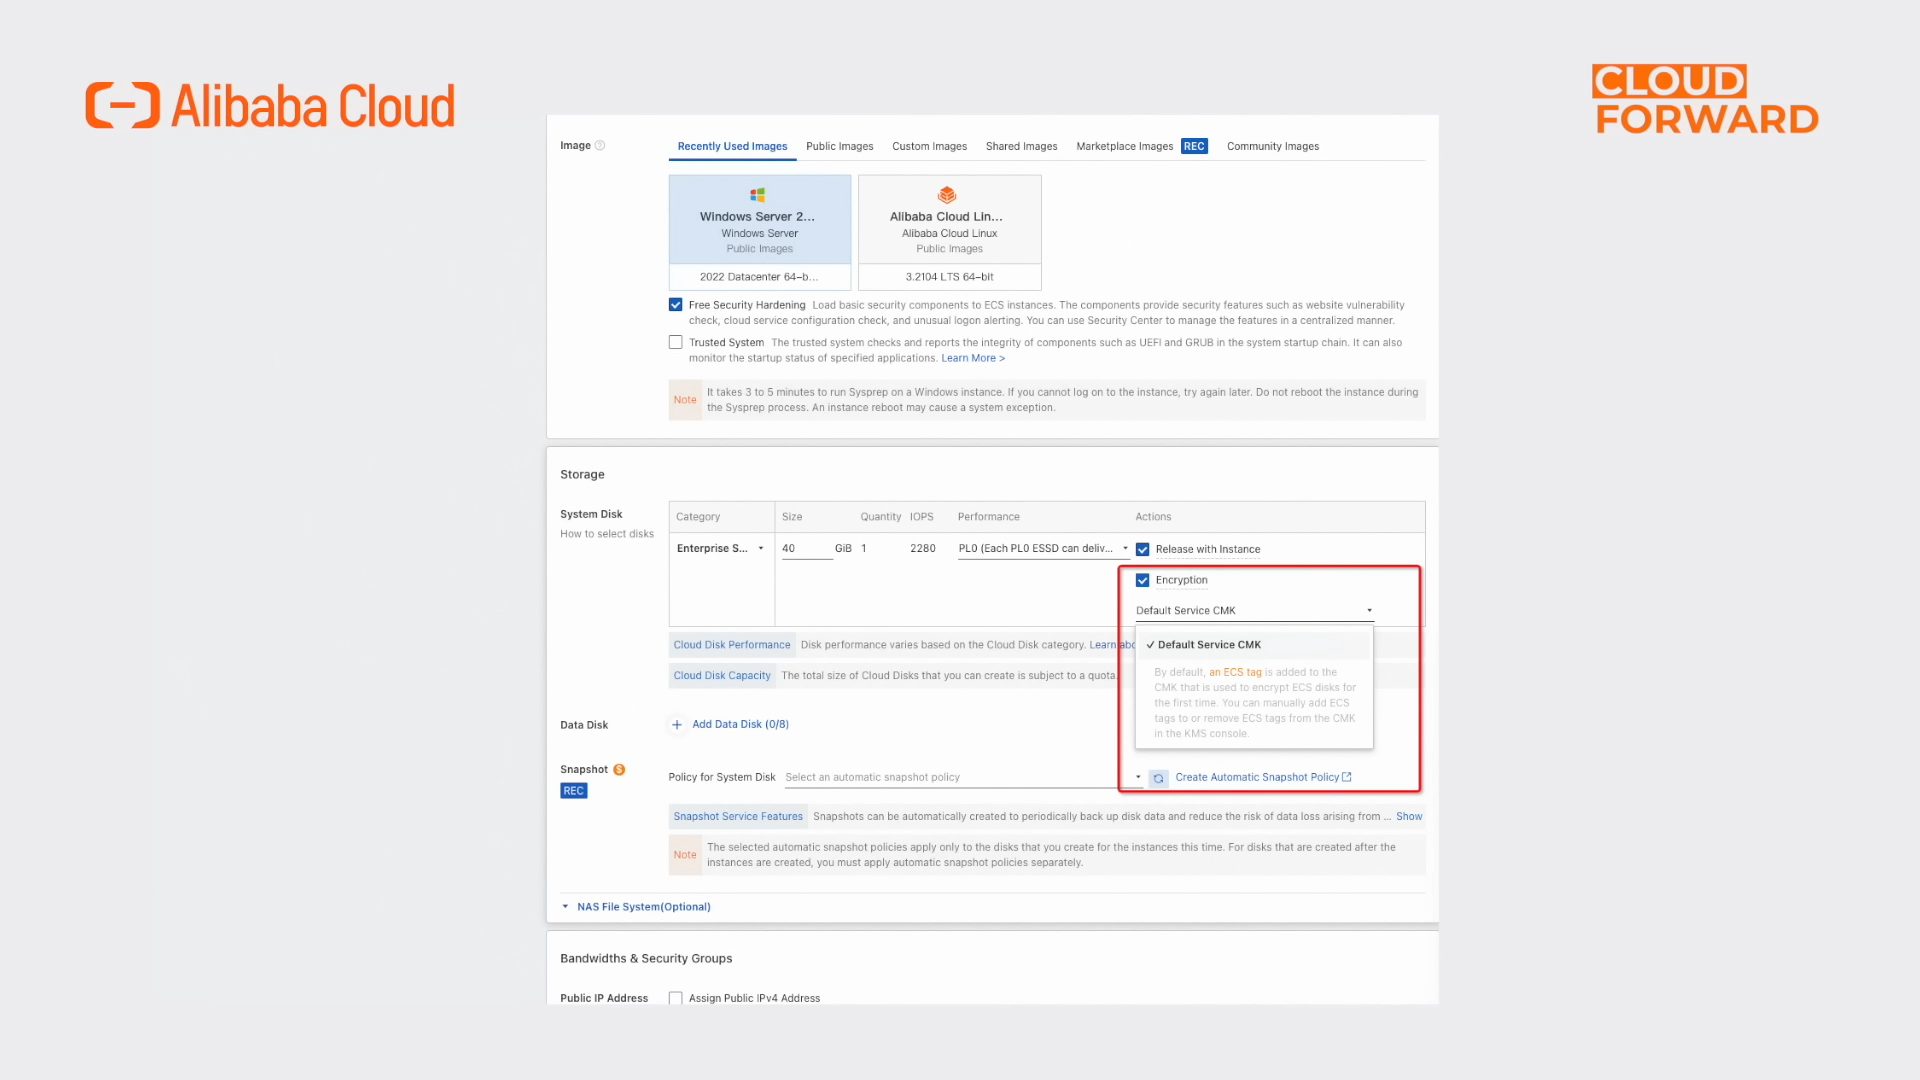 Alibaba Cloud
CLOUD
FORWARD
Image
Recently Used Images
Public Images
Custom Images
Shared Images
Marketplace Images
REC
Community Images
Windows Server 2...
Windows Server
Public Images
2022 Datacenter 64-b...
Alibaba Cloud Lin...
Alibaba Cloud Linux
Public Images
3.2104 LTS 64-bit
Free Security Hardening Load basic security components to ECS instances. The components provide security features such as website vulnerability
check, cloud service configuration check, and unusual logon alerting. You can use Security Center to manage the features in a centralized manner.
Trusted System The trusted system checks and reports the integrity of components such as UEFI and GRUB in the system startup chain. It can also
monitor the startup status of specified applications. Learn More >
Note
It takes 3 to 5 minutes to run Sysprep on a Windows instance. If you cannot log on to the instance, try again later. Do not reboot the instance during
the Sysprep process. An instance reboot may cause a system exception.
Storage
System Disk
How to select disks
Category
Size
Quantity
IOPS
Performance
Actions
Enterprise S...
40
GiB
1
2280
PL0 (Each PL0 ESSD can deliv...
Release with Instance
Encryption
Default Service CMK
✓ Default Service CMK
By default, an ECS tag is added to the
CMK that is used to encrypt ECS disks for
the first time. You can manually add ECS
tags to or remove ECS tags from the CMK
in the KMS console.
Cloud Disk Performance
Disk performance varies based on the Cloud Disk category. Learn abo
Cloud Disk Capacity
The total size of Cloud Disks that you can create is subject to a quota.
Data Disk
+ Add Data Disk (0/8)
Snapshot
REC
Policy for System Disk
Select an automatic snapshot policy
Create Automatic Snapshot Policy
Snapshot Service Features
Snapshots can be automatically created to periodically back up disk data and reduce the risk of data loss arising from ... Show
Note
The selected automatic snapshot policies apply only to the disks that you create for the instances this time. For disks that are created after the
instances are created, you must apply automatic snapshot policies separately.
NAS File System(Optional)
Bandwidths & Security Groups
Public IP Address
Assign Public IPv4 Address